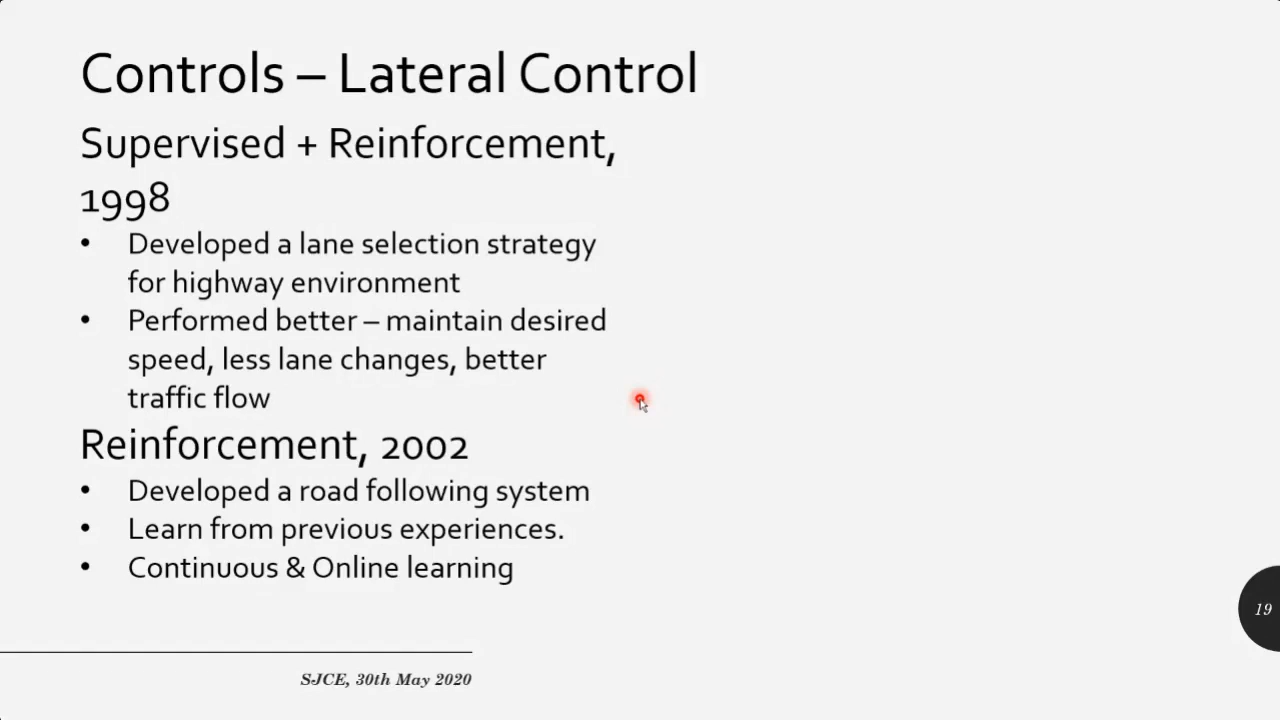 Controls – Lateral Control
Supervised + Reinforcement,
1998
• Developed a lane selection strategy
for highway environment
• Performed better – maintain desired
speed, less lane changes, better
traffic flow
Reinforcement, 2002
• Developed a road following system
• Learn from previous experiences.
• Continuous & Online learning
19
SJCE, 30th May 2020